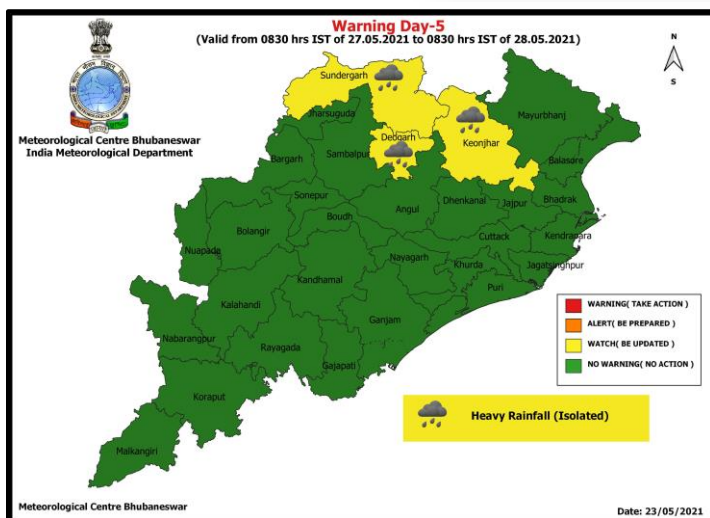 Warning Day-5
(Valid from 0830 hrs IST of 27.05.2021 to 0830 hrs IST of 28.05.2021)
N
S
Meteorological Centre Bhubaneswar
India Meteorological Department
Sundergarh
Jharsuguda
Mayurbhanj
Deogarh
Keonjhar
Sambalpur
Bargarh
Balasore
Sonepur
Angul
Dhenkanal
Jajpur
Bhadrak
Boudh
Bolangir
Nuapada
Cuttack
Kendrapara
Nayagarh
Khurda
Jagatsinghpur
Kandhamal
Puri
Kalahandi
Ganjam
Nabarangpur
Rayagada
Gajapati
Koraput
Malkangiri
WARNING( TAKE ACTION )
ALERT( BE PREPARED )
WATCH( BE UPDATED )
NO WARNING( NO ACTION )
Heavy Rainfall (Isolated)
Meteorological Centre Bhubaneswar
Date: 23/05/2021